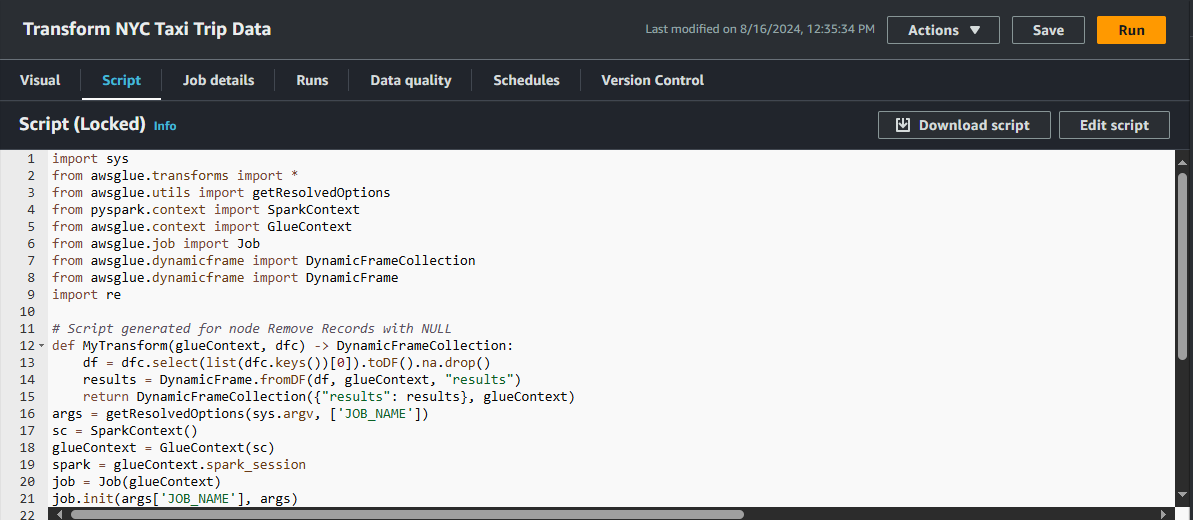 Transform NYC Taxi Trip Data
Last modified on 8/16/2024, 12:35:34 PM
Actions
Save
Run
Visual
Script
Job details
Runs
Data quality
Schedules
Version Control
Script (Locked) Info
Download script
Edit script
1 import sys
2 from awsglue.transforms import *
3 from awsglue.utils import getResolvedOptions
4 from pyspark.context import SparkContext
5 from awsglue.context import GlueContext
6 from awsglue.job import Job
7 from awsglue.dynamicframe import DynamicFrameCollection
8 from awsglue.dynamicframe import DynamicFrame
9 import re
10
11 # Script generated for node Remove Records with NULL
12 def MyTransform(glueContext, dfc) -> DynamicFrameCollection:
13     df = dfc.select(list(dfc.keys())[0]).toDF().na.drop()
14     results = DynamicFrame.fromDF(df, glueContext, "results")
15     return DynamicFrameCollection({"results": results}, glueContext)
16 args = getResolvedOptions(sys.argv, ['JOB_NAME'])
17 sc = SparkContext()
18 glueContext = GlueContext(sc)
19 spark = glueContext.spark_session
20 job = Job(glueContext)
21 job.init(args['JOB_NAME'], args)
22